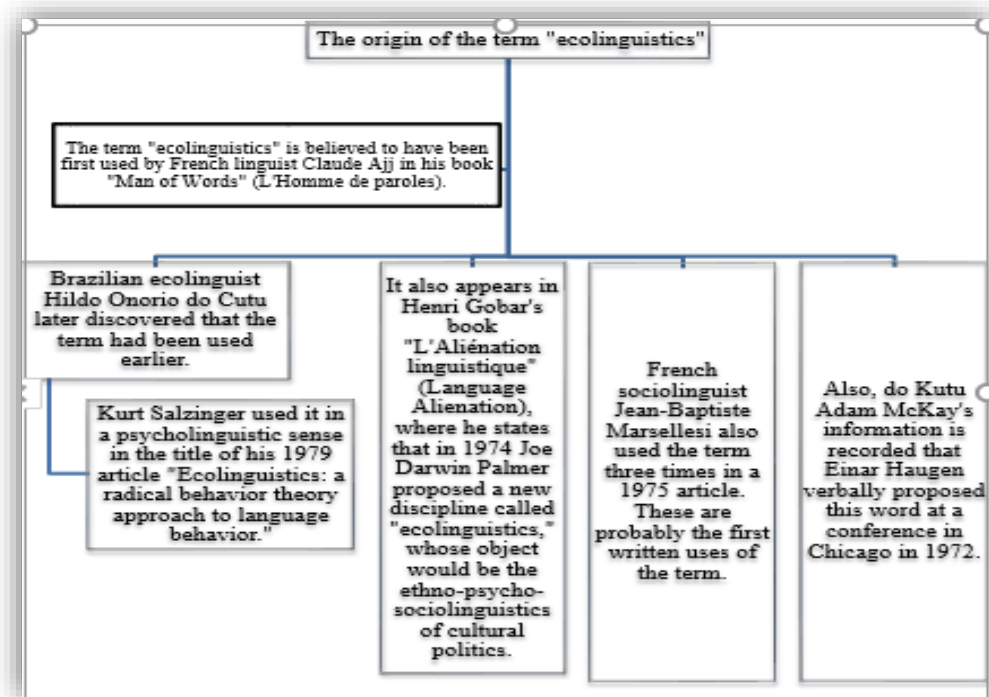 The origin of the term "ecolinguistics"
The term "ecolinguistics" is believed to have been
first used by French linguist Claude Ajj in his book
"Man of Words" (L'Homme de paroles).
Brazilian ecolinguist
Hildo Onorio do Cutu
later discovered that the
term had been used
earlier.
Kurt Salzinger used it in
a psycholinguistic sense
in the title of his 1979
article "Ecolinguistics: a
radical behavior theory
approach to language
behavior."
It also appears in
Henri Gobar's
book
"L'Aliénation
linguistique"
(Language
Alienation),
where he states
that in 1974 Joe
Darwin Palmer
proposed a new
discipline called
"ecolinguistics,"
whose object
would be the
ethno-psycho-
sociolinguistics
of cultural
politics.
French
sociolinguist
Jean-Baptiste
Marsellesi also
used the term
three times in a
1975 article.
These are
probably the first
written uses of
the term.
Also, do Kutu
Adam McKay's
information is
recorded that
Einar Haugen
verbally proposed
this word at a
conference in
Chicago in 1972.